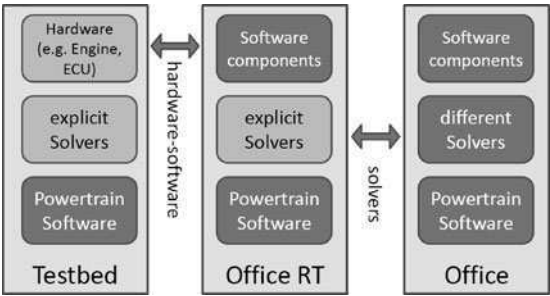 Hardware
(e.g. Engine,
ECU)
explicit
Solvers
Powertrain
Software
Testbed
hardware-software
Software
components
explicit
Solvers
Powertrain
Software
Office RT
solvers
Software
components
different
Solvers
Powertrain
Software
Office